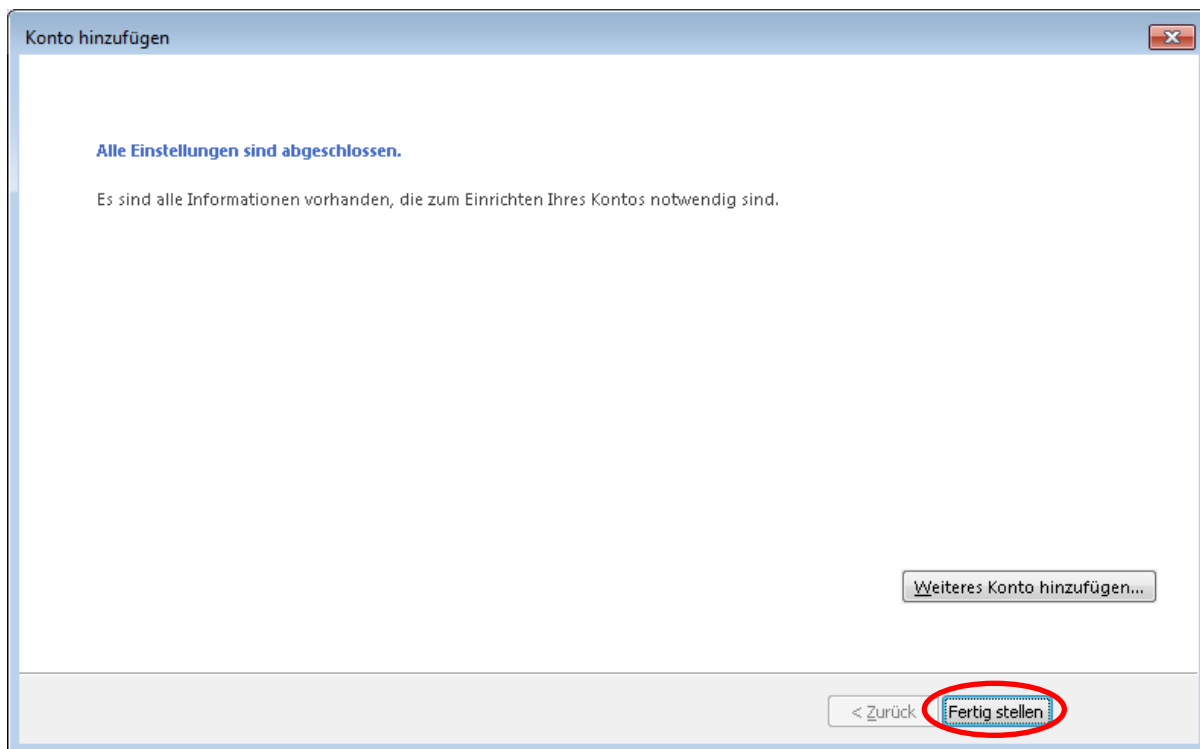 Konto hinzufügen
Alle Einstellungen sind abgeschlossen.
Es sind alle Informationen vorhanden, die zum Einrichten Ihres Kontos notwendig sind.
Weiteres Konto hinzufügen...
< Zurück
Fertig stellen